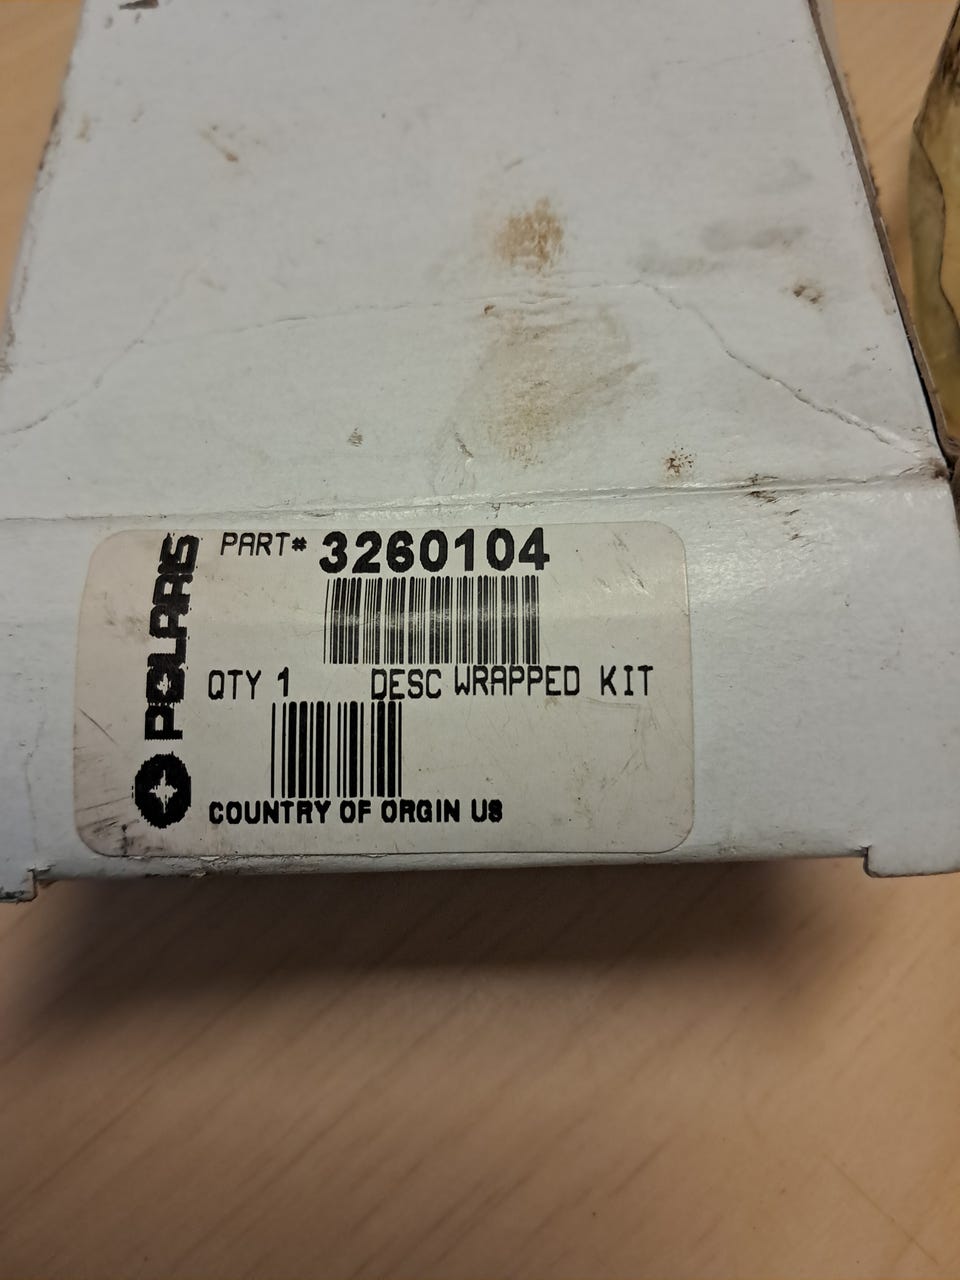 POLARIS
PART# 3260104
QTY 1 DESC WRAPPED KIT
COUNTRY OF ORGIN US